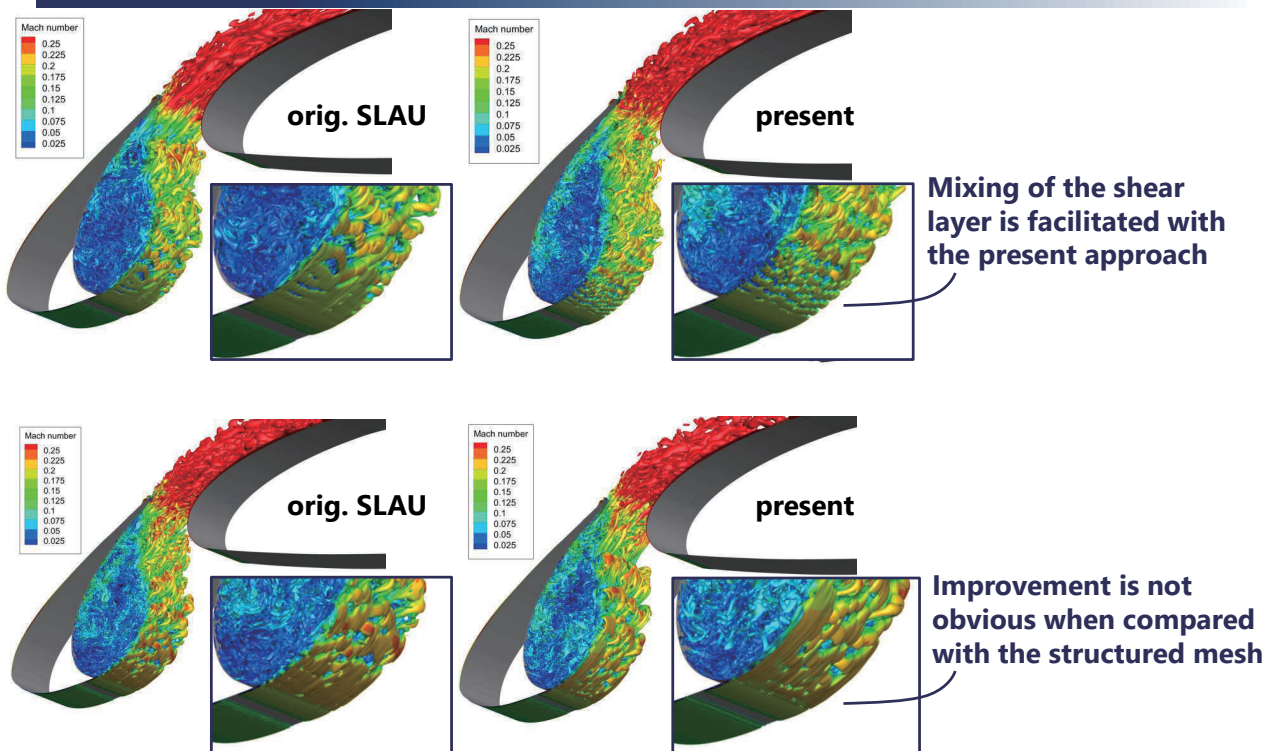 Mach number
0.25
0.225
0.2
0.175
0.15
0.125
0.1
0.075
0.05
0.025
orig. SLAU
Mach number
0.25
0.225
0.2
0.175
0.15
0.125
0.1
0.075
0.05
0.025
present
Mixing of the shear
layer is facilitated with
the present approach
Mach number
0.25
0.225
0.2
0.175
0.15
0.125
0.1
0.075
0.05
0.025
orig. SLAU
Mach number
0.25
0.225
0.2
0.175
0.15
0.125
0.1
0.075
0.05
0.025
present
Improvement is not
obvious when compared
with the structured mesh